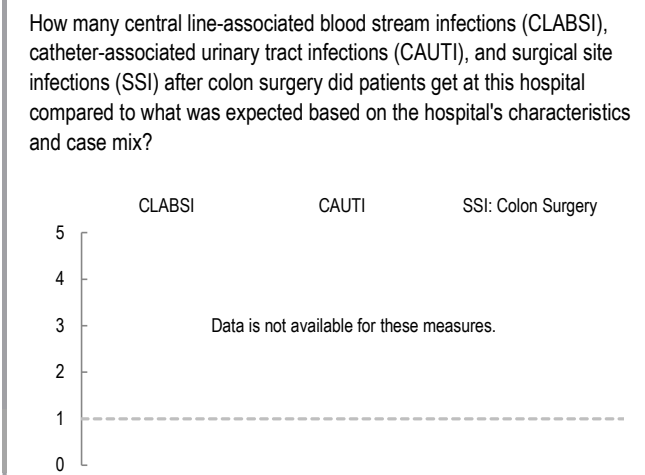 How many central line-associated blood stream infections (CLABSI),
catheter-associated urinary tract infections (CAUTI), and surgical site
infections (SSI) after colon surgery did patients get at this hospital
compared to what was expected based on the hospital's characteristics
and case mix?
CLABSI CAUTI SSI: Colon Surgery
5
4
3 Data is not available for these measures.
2
1
0